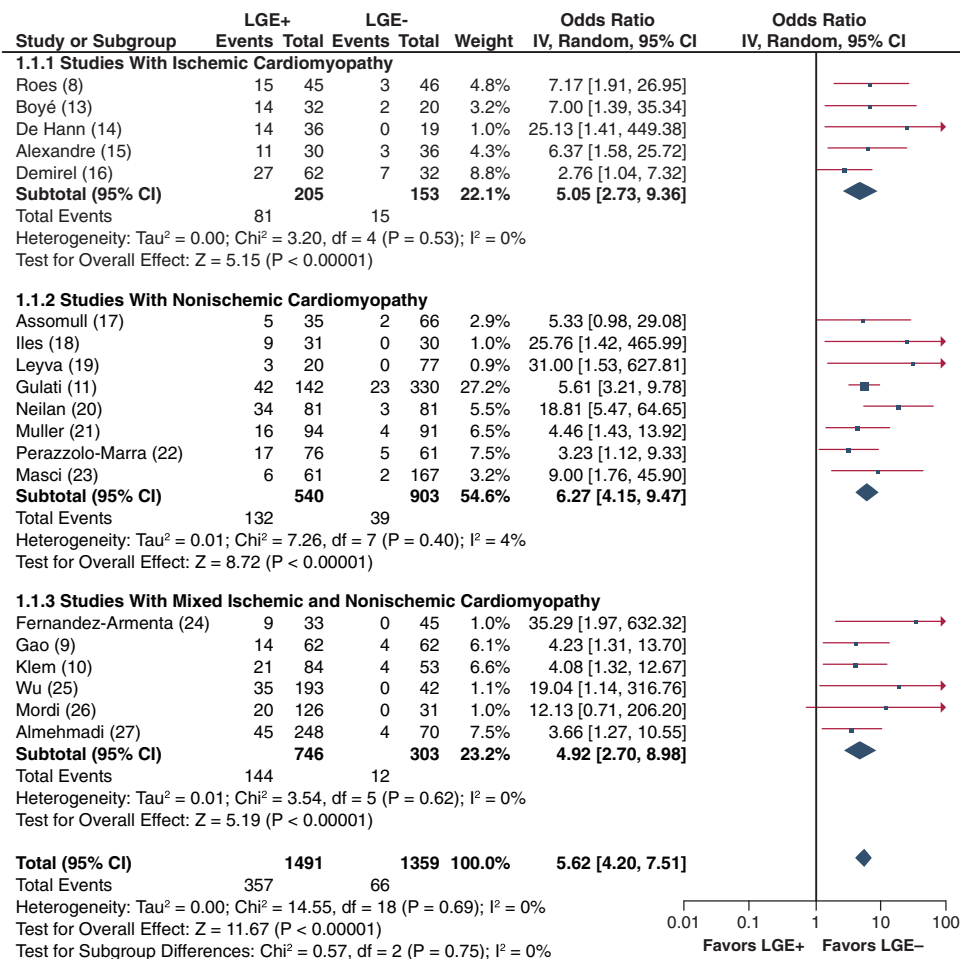 LGE+ LGE- Odds Ratio Odds Ratio
Study or Subgroup Events Total Events Total Weight IV, Random, 95% CI IV, Random, 95% CI
1.1.1 Studies With Ischemic Cardiomyopathy
Roes (8) 15 45 3 46 4.8% 7.17 [1.91, 26.95]
Boyé (13) 14 32 2 20 3.2% 7.00 [1.39, 35.34]
De Hann (14) 14 36 0 19 1.0% 25.13 [1.41, 449.38]
Alexandre (15) 11 30 3 36 4.3% 6.37 [1.58, 25.72]
Demirel (16) 27 62 7 32 8.8% 2.76 [1.04, 7.32]
Subtotal (95% CI) 205 153 22.1% 5.05 [2.73, 9.36]
Total Events 81 15
Heterogeneity: Tau² = 0.00; Chi² = 3.20, df = 4 (P = 0.53); I² = 0%
Test for Overall Effect: Z = 5.15 (P < 0.00001)
1.1.2 Studies With Nonischemic Cardiomyopathy
Assomull (17) 5 35 2 66 2.9% 5.33 [0.98, 29.08]
Iles (18) 9 31 0 30 1.0% 25.76 [1.42, 465.99]
Leyva (19) 3 20 0 77 0.9% 31.00 [1.53, 627.81]
Gulati (11) 42 142 23 330 27.2% 5.61 [3.21, 9.78]
Neilan (20) 34 81 3 81 5.5% 18.81 [5.47, 64.65]
Muller (21) 16 94 4 91 6.5% 4.46 [1.43, 13.92]
Perazzolo-Marra (22) 17 76 5 61 7.5% 3.23 [1.12, 9.33]
Masci (23) 6 61 2 167 3.2% 9.00 [1.76, 45.90]
Subtotal (95% CI) 540 903 54.6% 6.27 [4.15, 9.47]
Total Events 132 39
Heterogeneity: Tau² = 0.01; Chi² = 7.26, df = 7 (P = 0.40); I² = 4%
Test for Overall Effect: Z = 8.72 (P < 0.00001)
1.1.3 Studies With Mixed Ischemic and Nonischemic Cardiomyopathy
Fernandez-Armenta (24) 9 33 0 45 1.0% 35.29 [1.97, 632.32]
Gao (9) 14 62 4 62 6.1% 4.23 [1.31, 13.70]
Klem (10) 21 84 4 53 6.6% 4.08 [1.32, 12.67]
Wu (25) 35 193 0 42 1.1% 19.04 [1.14, 316.76]
Mordi (26) 20 126 0 31 1.0% 12.13 [0.71, 206.20]
Almehmadi (27) 45 248 4 70 7.5% 3.66 [1.27, 10.55]
Subtotal (95% CI) 746 303 23.2% 4.92 [2.70, 8.98]
Total Events 144 12
Heterogeneity: Tau² = 0.01; Chi² = 3.54, df = 5 (P = 0.62); I² = 0%
Test for Overall Effect: Z = 5.19 (P < 0.00001)
Total (95% CI) 1491 1359 100.0% 5.62 [4.20, 7.51]
Total Events 357 66
Heterogeneity: Tau² = 0.00; Chi² = 14.55, df = 18 (P = 0.69); I² = 0%
Test for Overall Effect: Z = 11.67 (P < 0.00001)
Test for Subgroup Differences: Chi² = 0.57, df = 2 (P = 0.75); I² = 0%
0.01 0.1 1 10 100
Favors LGE+ Favors LGE–